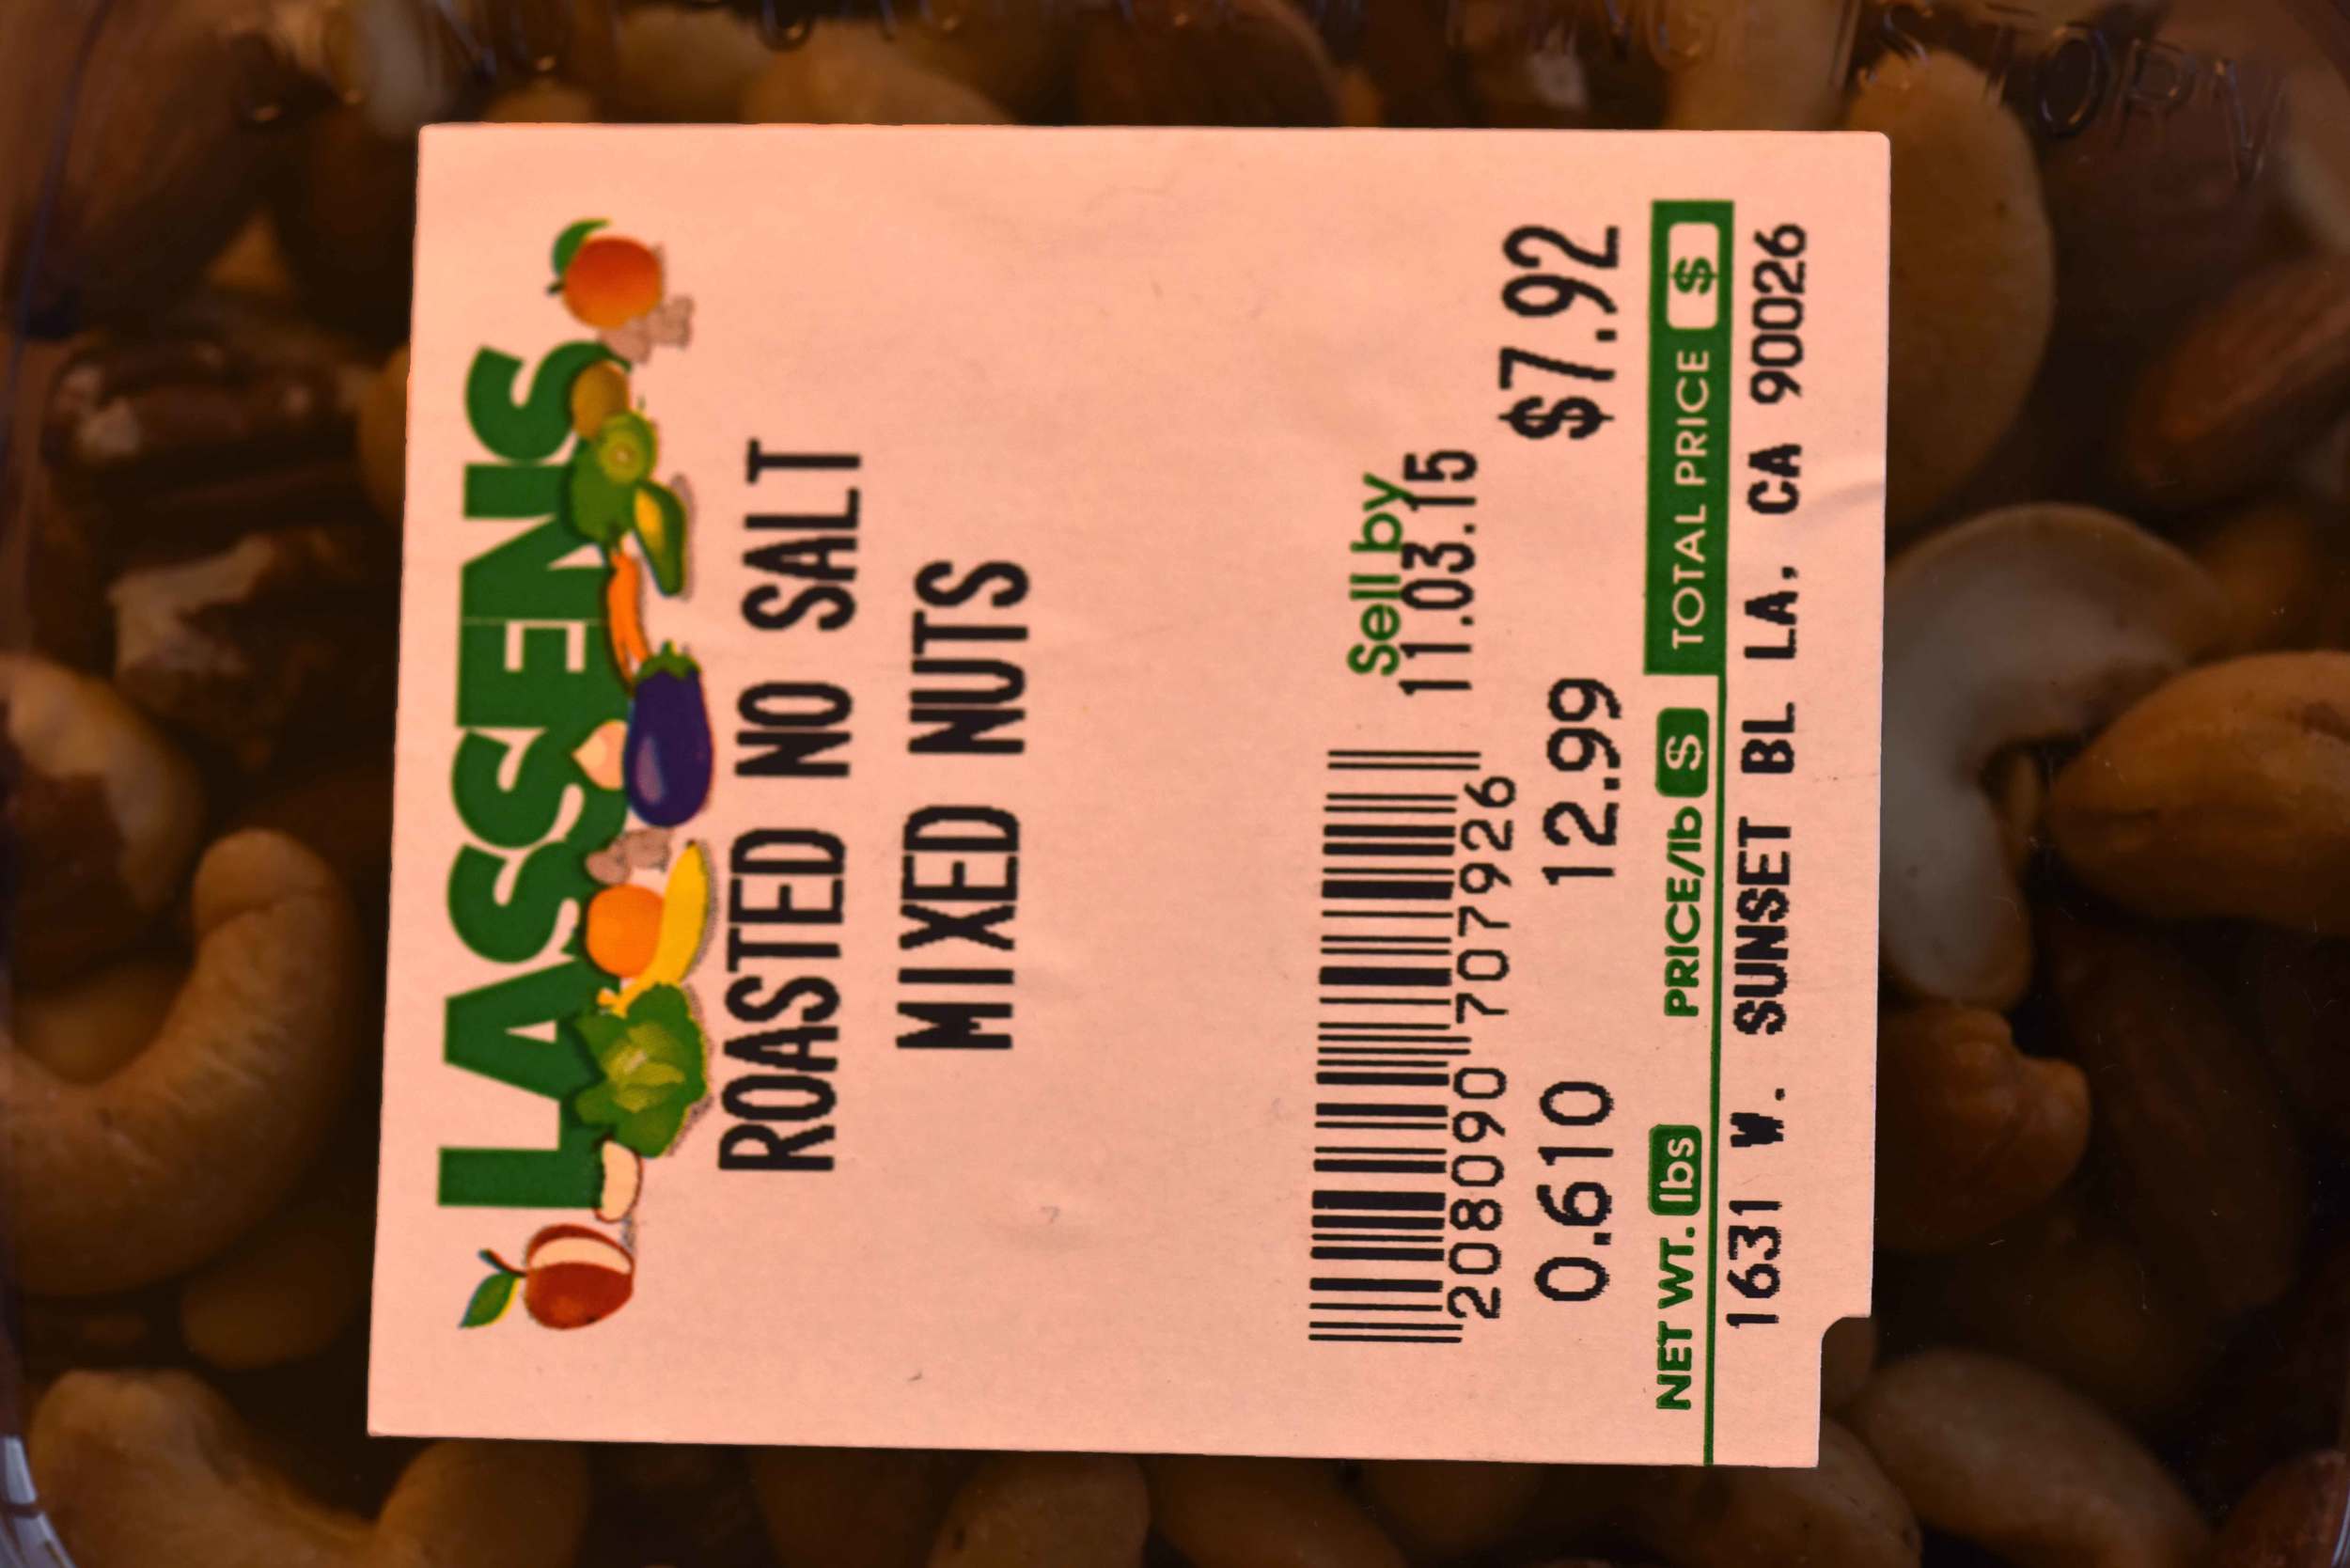 LASSENS
ROASTED NO SALT
MIXED NUTS
Sell by
11.03.15
208090 707926
0.610 12.99 $7.92
NET WT. lbs PRICE/lb $ TOTAL PRICE $
1631 W. SUNSET BL LA, CA 90026